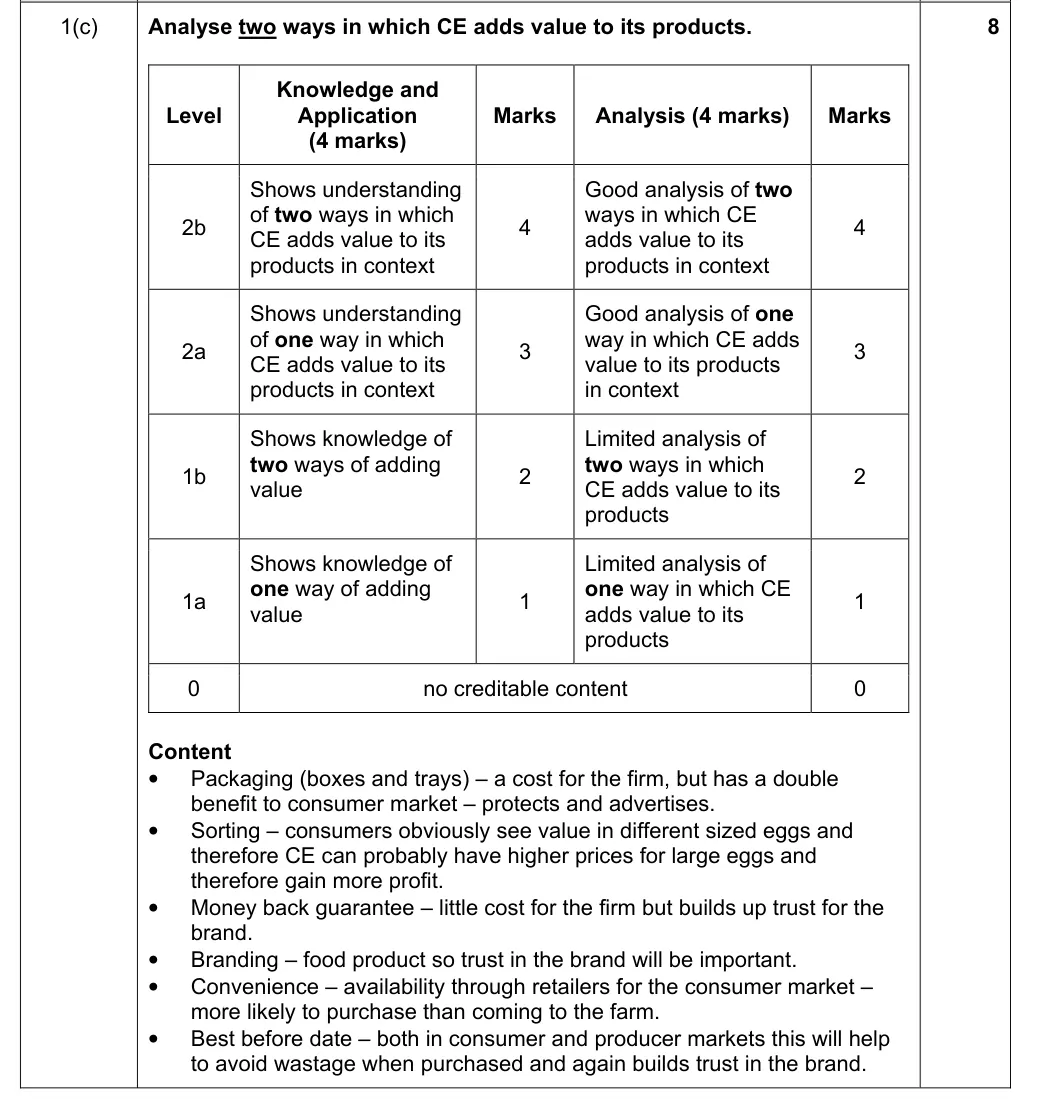 1(c)
Analyse two ways in which CE adds value to its products.
8
Level
Knowledge and
Application
(4 marks)
Marks
Analysis (4 marks)
Marks
2b
Shows understanding
of two ways in which
CE adds value to its
products in context
4
Good analysis of two
ways in which CE
adds value to its
products in context
4
2a
Shows understanding
of one way in which
CE adds value to its
products in context
3
Good analysis of one
way in which CE adds
value to its products
in context
3
1b
Shows knowledge of
two ways of adding
value
2
Limited analysis of
two ways in which
CE adds value to its
products
2
1a
Shows knowledge of
one way of adding
value
1
Limited analysis of
one way in which CE
adds value to its
products
1
0
no creditable content
0
Content
• Packaging (boxes and trays) – a cost for the firm, but has a double
benefit to consumer market – protects and advertises.
• Sorting – consumers obviously see value in different sized eggs and
therefore CE can probably have higher prices for large eggs and
therefore gain more profit.
• Money back guarantee – little cost for the firm but builds up trust for the
brand.
• Branding – food product so trust in the brand will be important.
• Convenience – availability through retailers for the consumer market –
more likely to purchase than coming to the farm.
• Best before date – both in consumer and producer markets this will help
to avoid wastage when purchased and again builds trust in the brand.